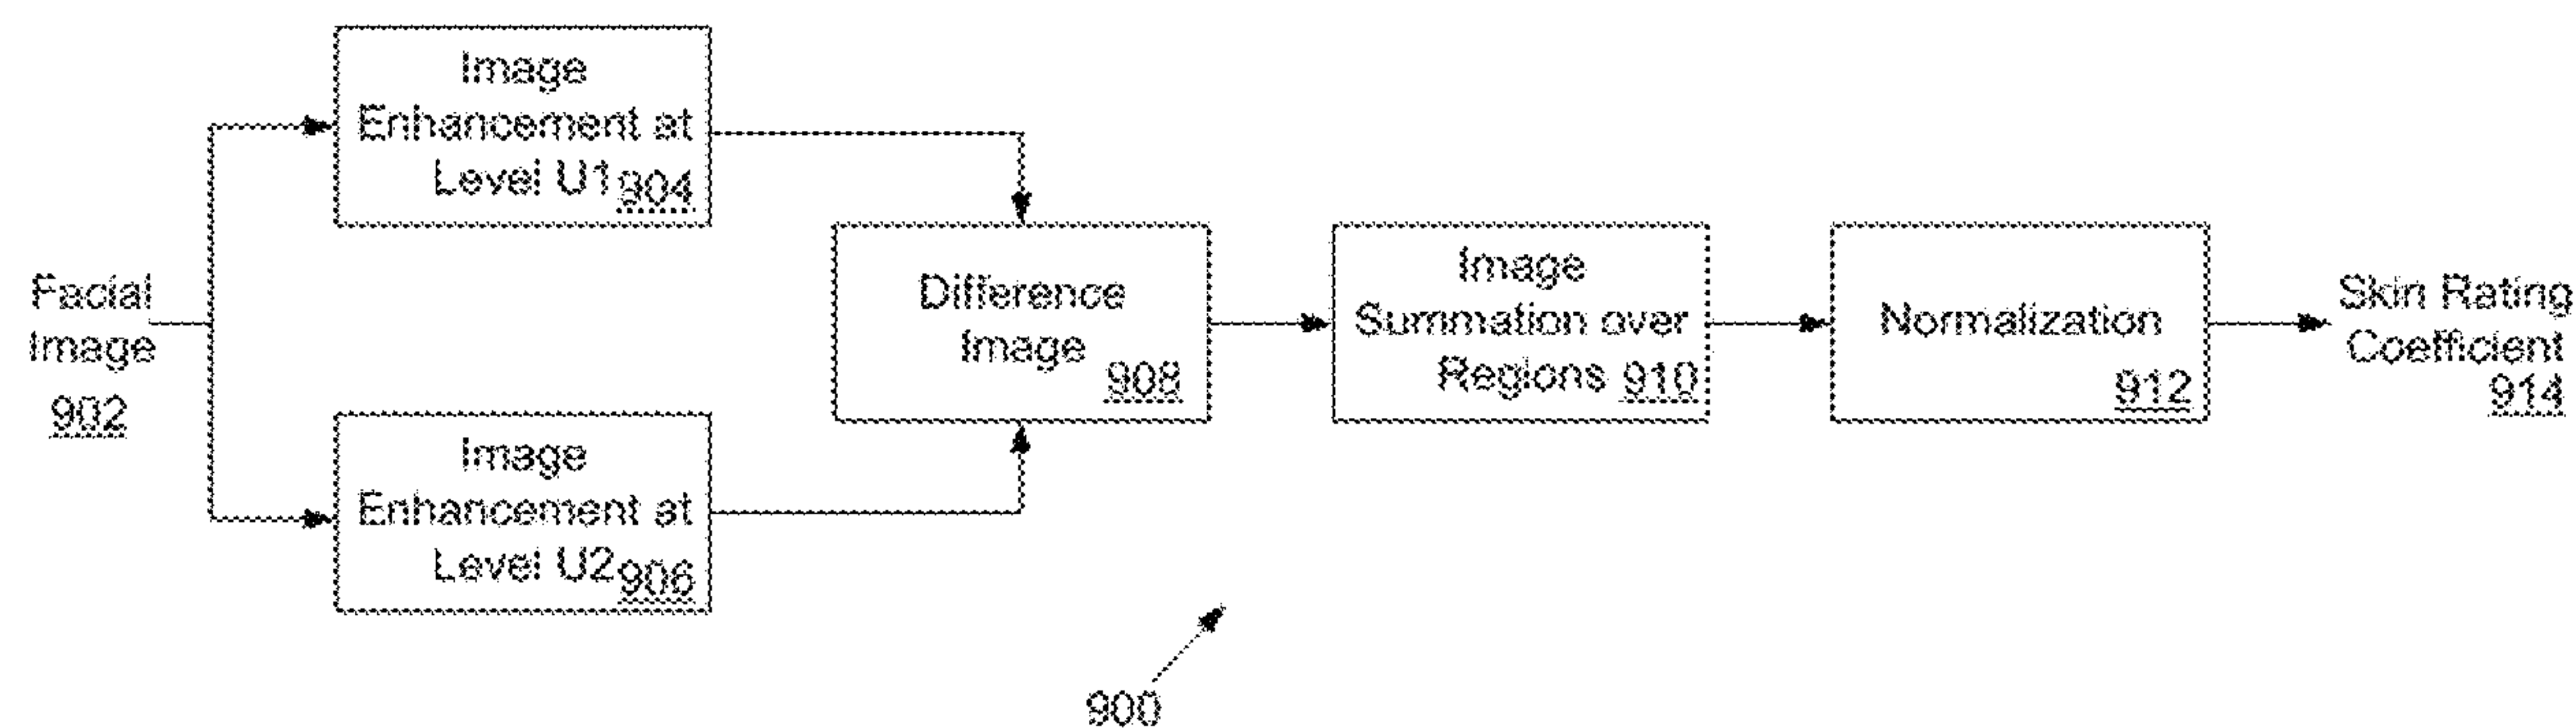 Image
Enhancement at
Level U1 904
Facial
Image
902
Image
Enhancement at
Level U2 906
Difference
Image
908
Image
Summation over
Regions 910
Normalization
912
Skin Rating
Coefficient
914
900